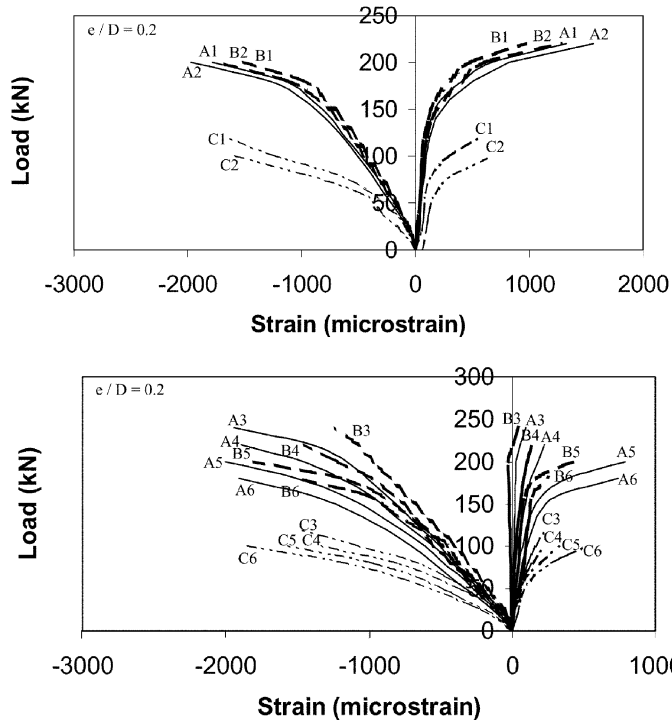 e / D = 0.2
250
200
150
100
50
0
Load (kN)
A1 B2 B1
A2
C1
C2
B1 B2 A1 A2
C1
C2
-3000 -2000 -1000 0 1000 2000
Strain (microstrain)
e / D = 0.2
300
250
200
150
100
50
0
Load (kN)
A3
A4
B5
A5
A6
B3
B4
B6
C3
C5 C4
C6
B3 A3
B4 A4
B5 A5
B6 A6
C3
C4
C5 C6
-3000 -2000 -1000 0 100
Strain (microstrain)